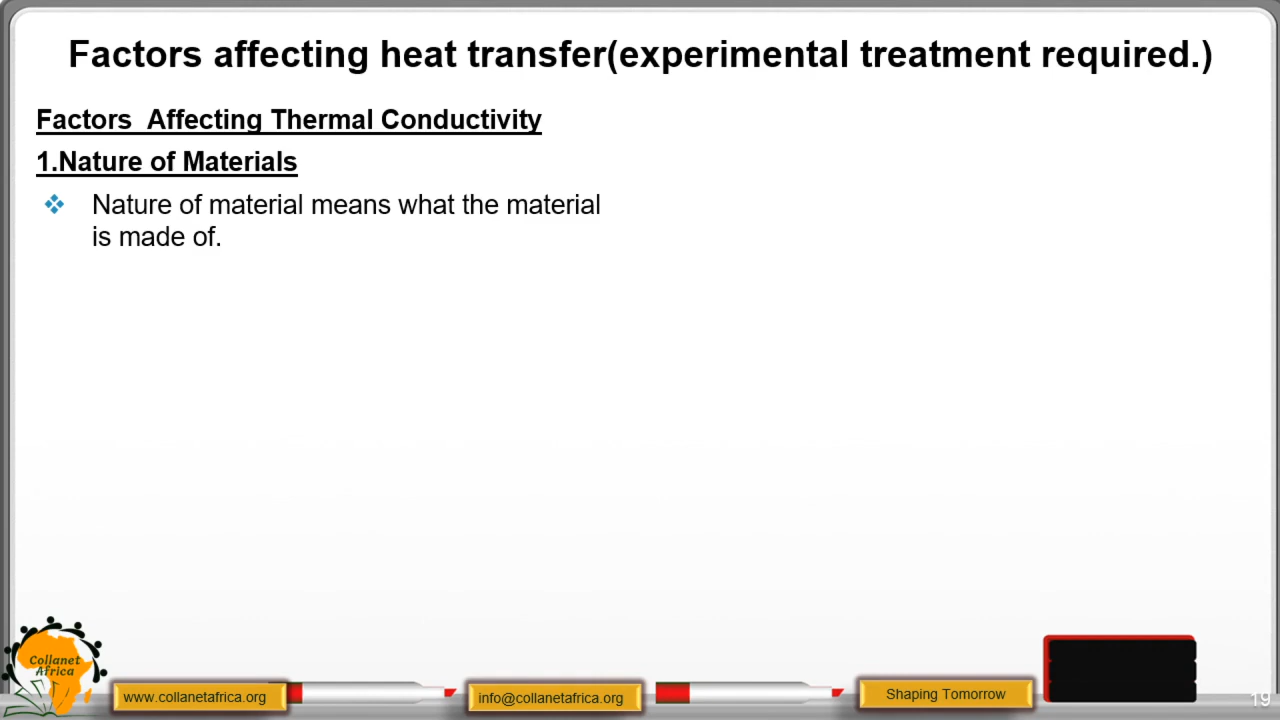 Factors affecting heat transfer(experimental treatment required.)
Factors Affecting Thermal Conductivity
1.Nature of Materials
Nature of material means what the material
is made of.
Collanet
Africa
www.collanetafrica.org
info@collanetafrica.org
Shaping Tomorrow
19